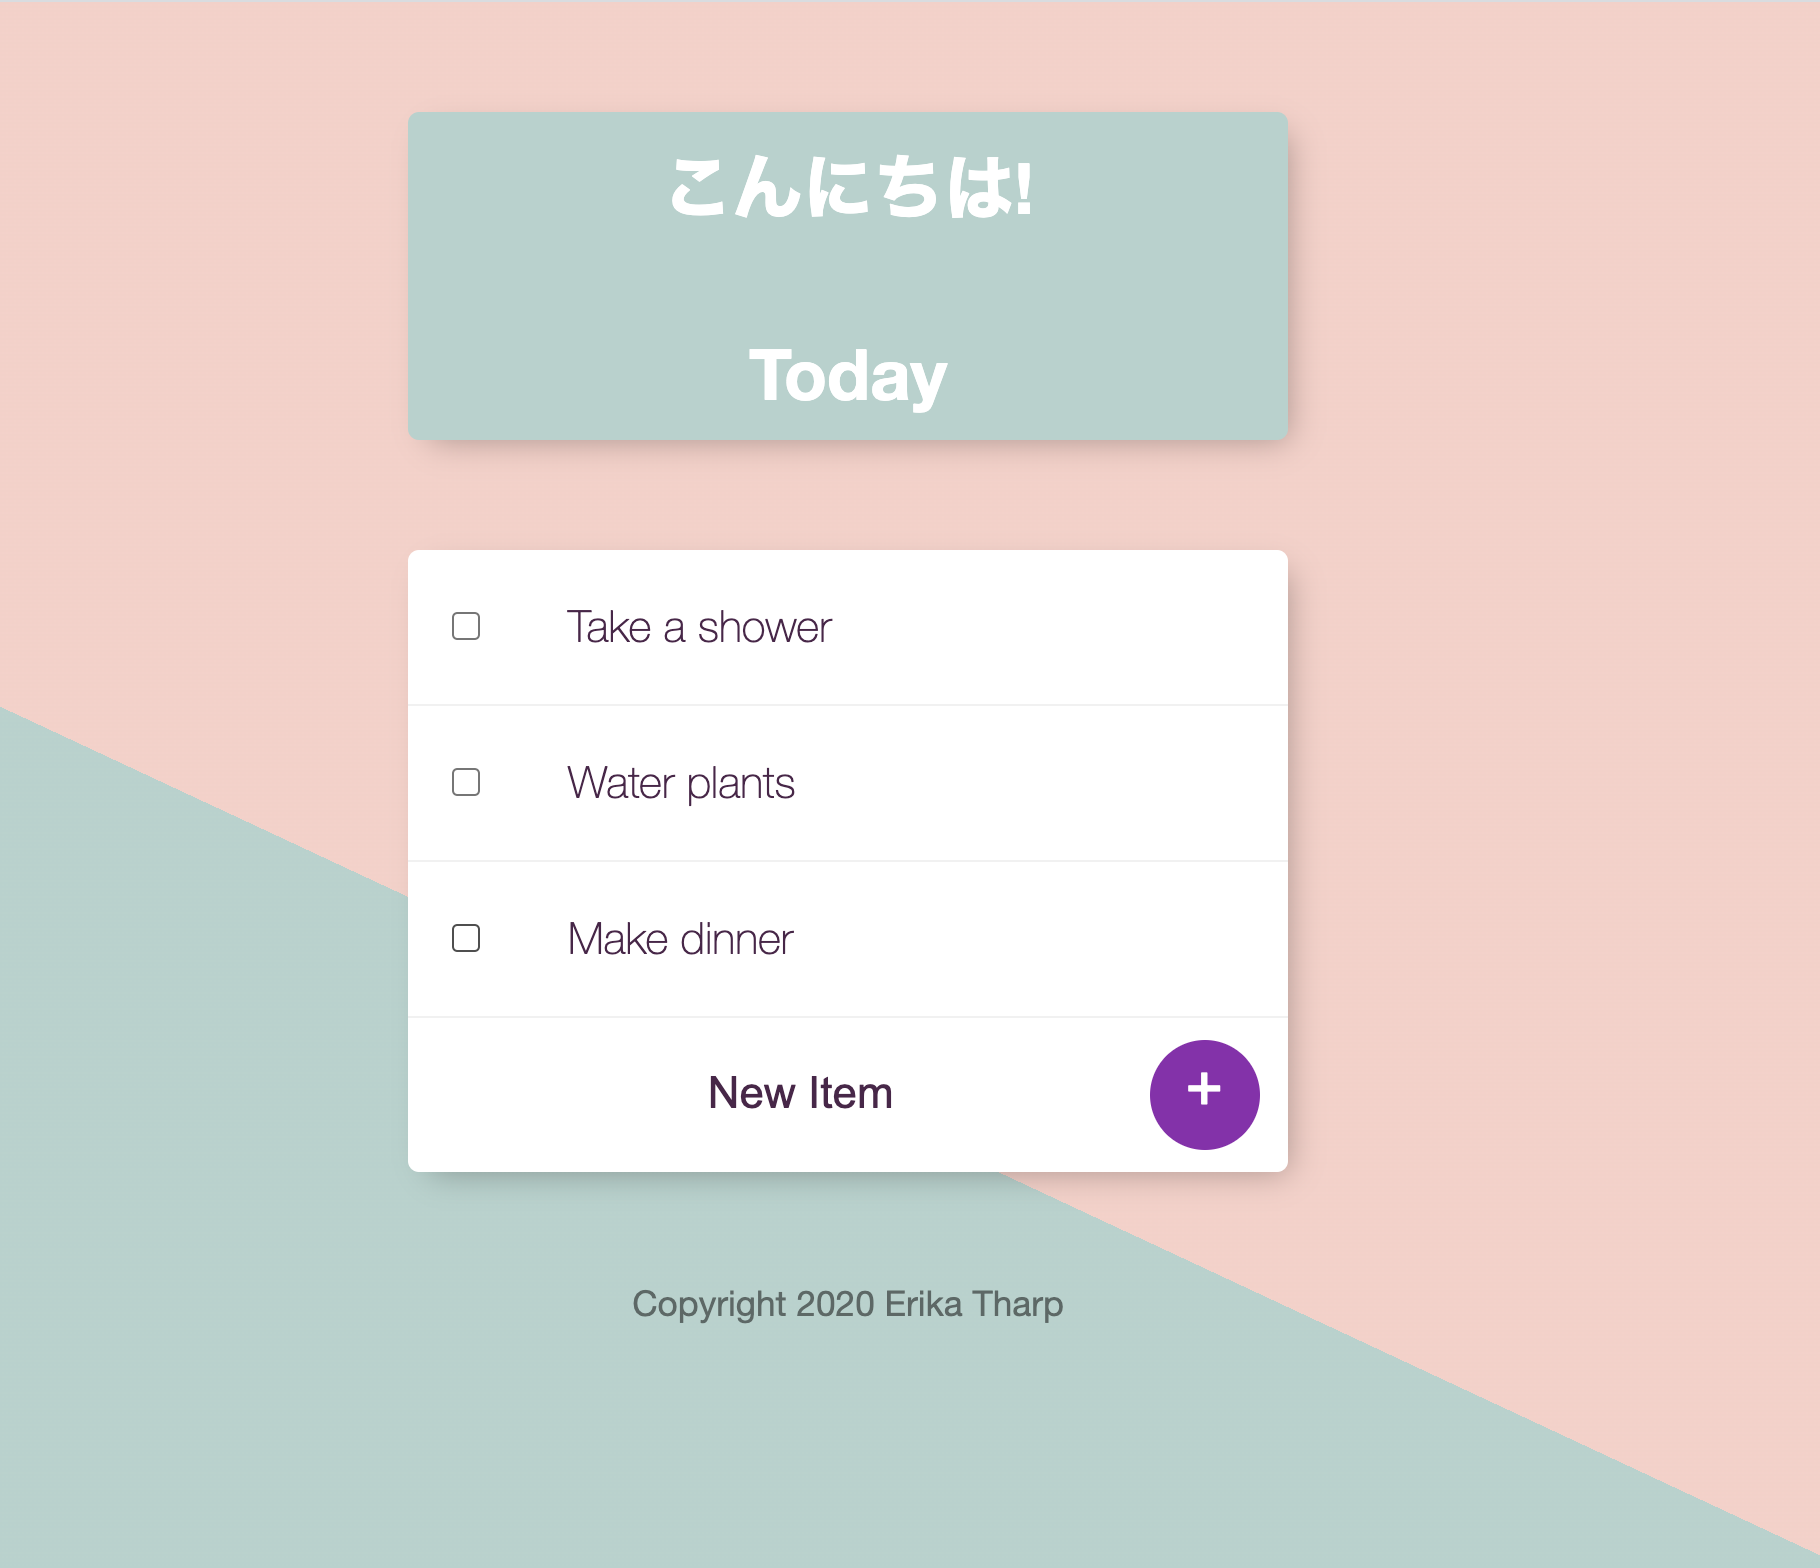 こんにちは!
Today
Take a shower
Water plants
Make dinner
New Item
+
Copyright 2020 Erika Tharp